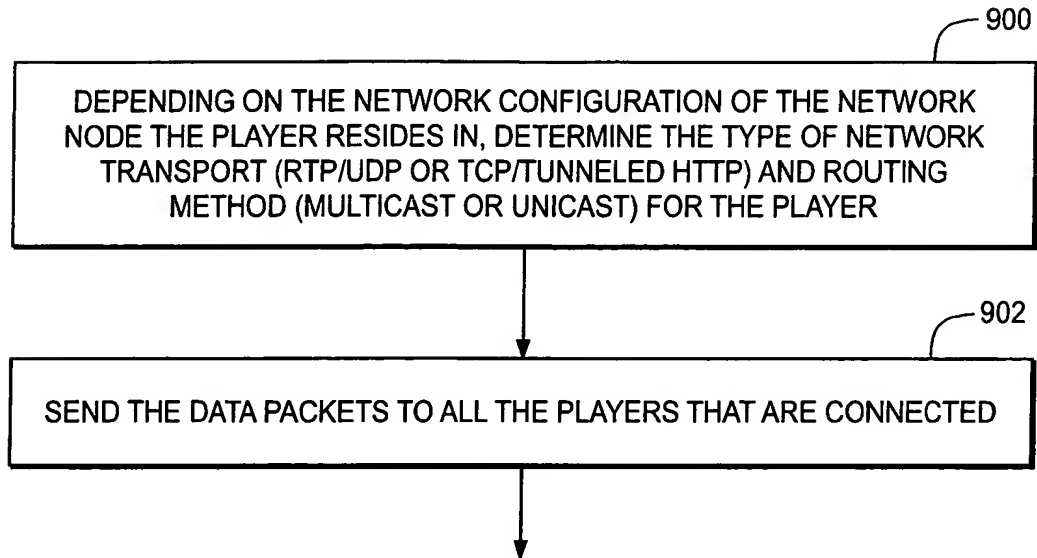 900
DEPENDING ON THE NETWORK CONFIGURATION OF THE NETWORK
NODE THE PLAYER RESIDES IN, DETERMINE THE TYPE OF NETWORK
TRANSPORT (RTP/UDP OR TCP/TUNNELED HTTP) AND ROUTING
METHOD (MULTICAST OR UNICAST) FOR THE PLAYER
902
SEND THE DATA PACKETS TO ALL THE PLAYERS THAT ARE CONNECTED